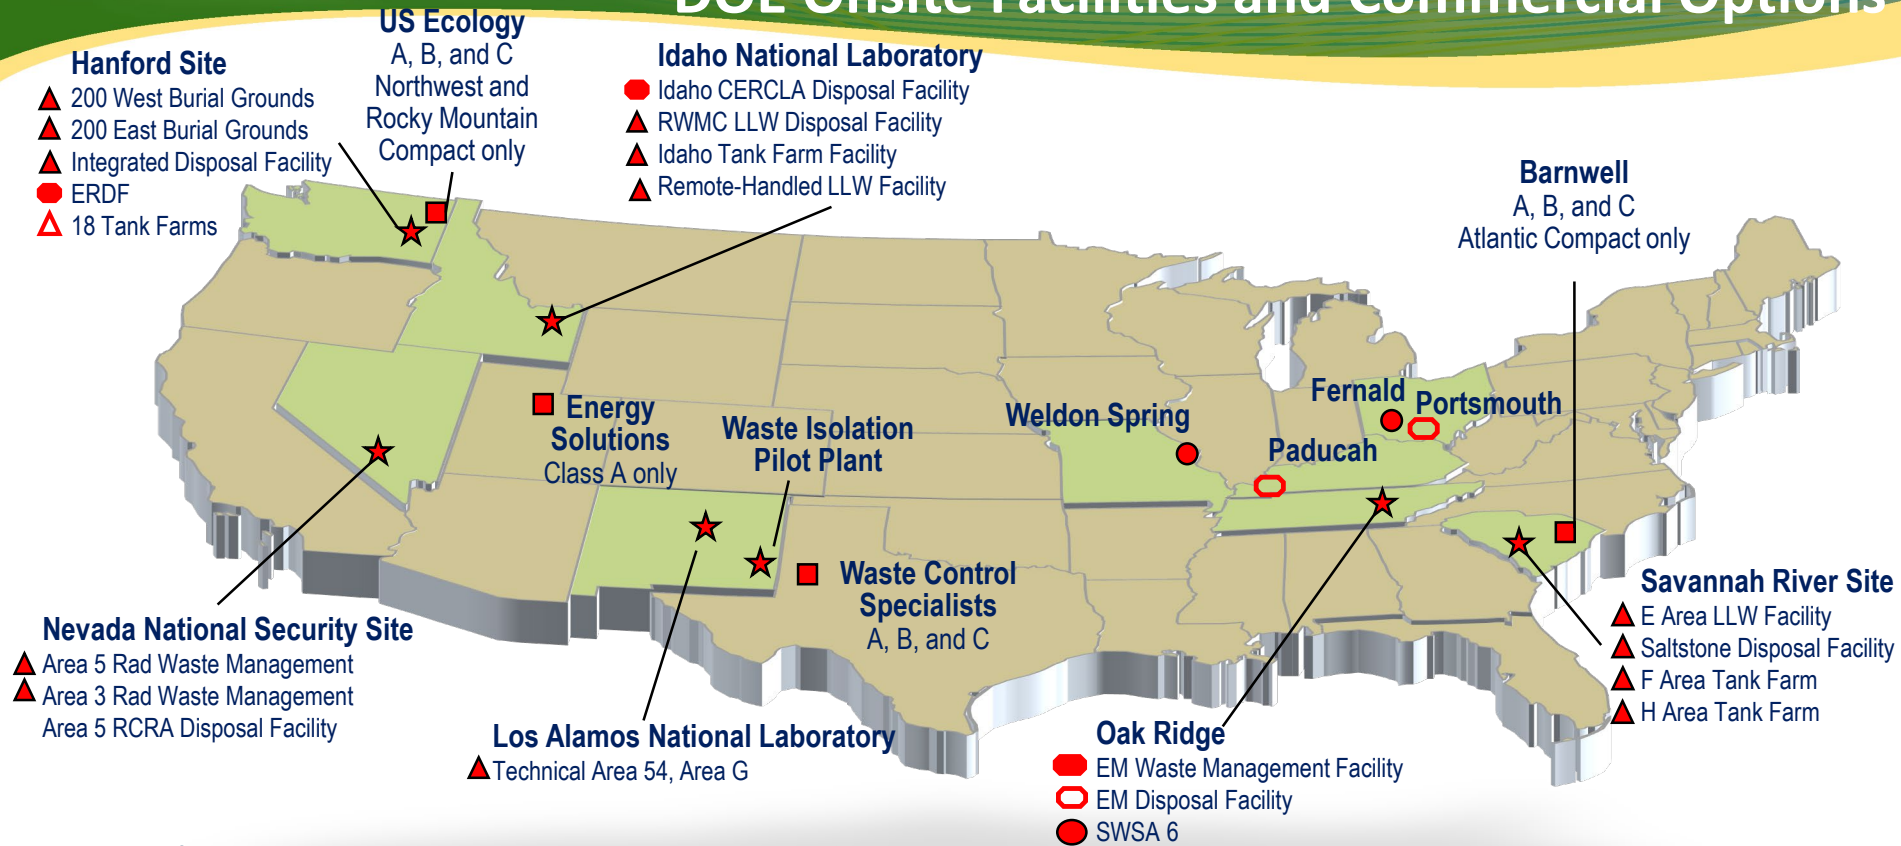 DOE Onsite Facilities and Commercial Options
US Ecology
A, B, and C
Northwest and
Rocky Mountain
Compact only
Hanford Site
200 West Burial Grounds
200 East Burial Grounds
Integrated Disposal Facility
ERDF
18 Tank Farms
Idaho National Laboratory
Idaho CERCLA Disposal Facility
RWMC LLW Disposal Facility
Idaho Tank Farm Facility
Remote-Handled LLW Facility
Barnwell
A, B, and C
Atlantic Compact only
Energy
Solutions
Class A only
Waste Isolation
Pilot Plant
Weldon Spring
Fernald
Portsmouth
Paducah
Waste Control
Specialists
A, B, and C
Savannah River Site
E Area LLW Facility
Saltstone Disposal Facility
F Area Tank Farm
H Area Tank Farm
Nevada National Security Site
Area 5 Rad Waste Management
Area 3 Rad Waste Management
Area 5 RCRA Disposal Facility
Los Alamos National Laboratory
Technical Area 54, Area G
Oak Ridge
EM Waste Management Facility
EM Disposal Facility
SWSA 6